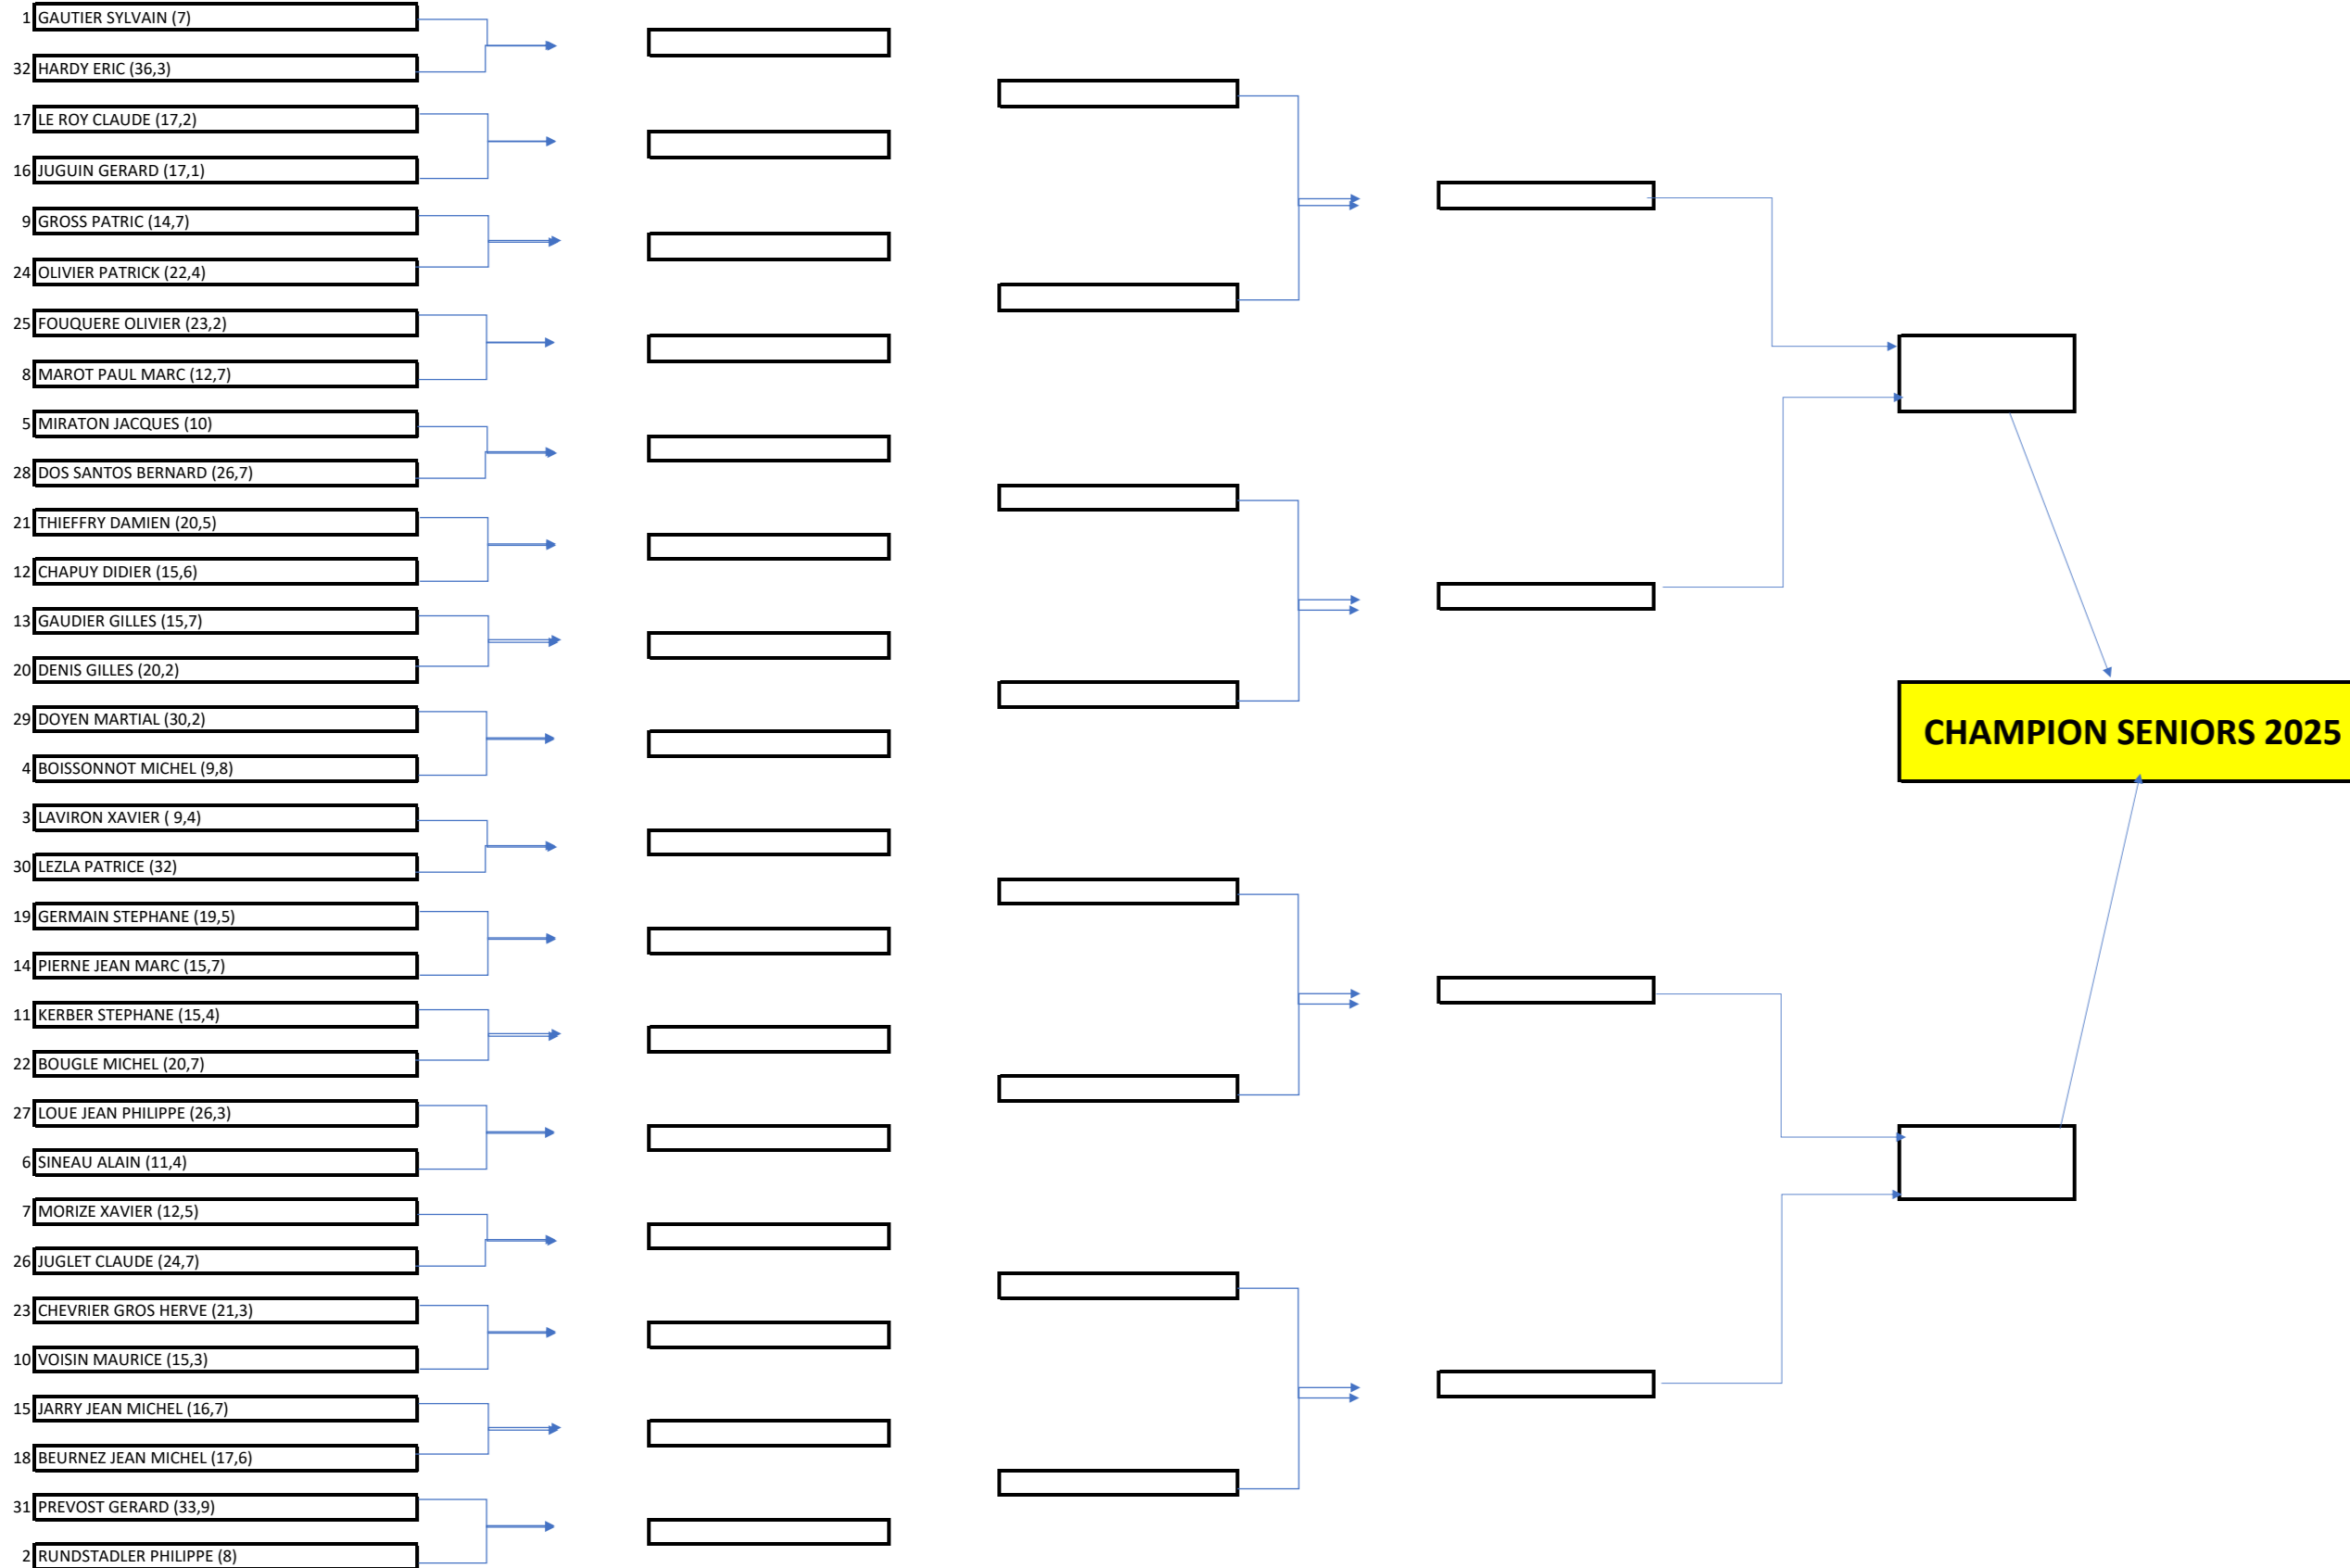 1 GAUTIER SYLVAIN (7)
32 HARDY ERIC (36,3)
17 LE ROY CLAUDE (17,2)
16 JUGUIN GERARD (17,1)
9 GROSS PATRIC (14,7)
24 OLIVIER PATRICK (22,4)
25 FOUQUERE OLIVIER (23,2)
8 MAROT PAUL MARC (12,7)
5 MIRATON JACQUES (10)
28 DOS SANTOS BERNARD (26,7)
21 THIEFFRY DAMIEN (20,5)
12 CHAPUY DIDIER (15,6)
13 GAUDIER GILLES (15,7)
20 DENIS GILLES (20,2)
29 DOYEN MARTIAL (30,2)
CHAMPION SENIORS 2025
4 BOISSONNOT MICHEL (9,8)
3 LAVIRON XAVIER ( 9,4)
30 LEZLA PATRICE (32)
19 GERMAIN STEPHANE (19,5)
14 PIERNE JEAN MARC (15,7)
11 KERBER STEPHANE (15,4)
22 BOUGLE MICHEL (20,7)
27 LOUE JEAN PHILIPPE (26,3)
6 SINEAU ALAIN (11,4)
7 MORIZE XAVIER (12,5)
26 JUGLET CLAUDE (24,7)
23 CHEVRIER GROS HERVE (21,3)
10 VOISIN MAURICE (15,3)
15 JARRY JEAN MICHEL (16,7)
18 BEURNEZ JEAN MICHEL (17,6)
31 PREVOST GERARD (33,9)
2 RUNDSTADLER PHILIPPE (8)